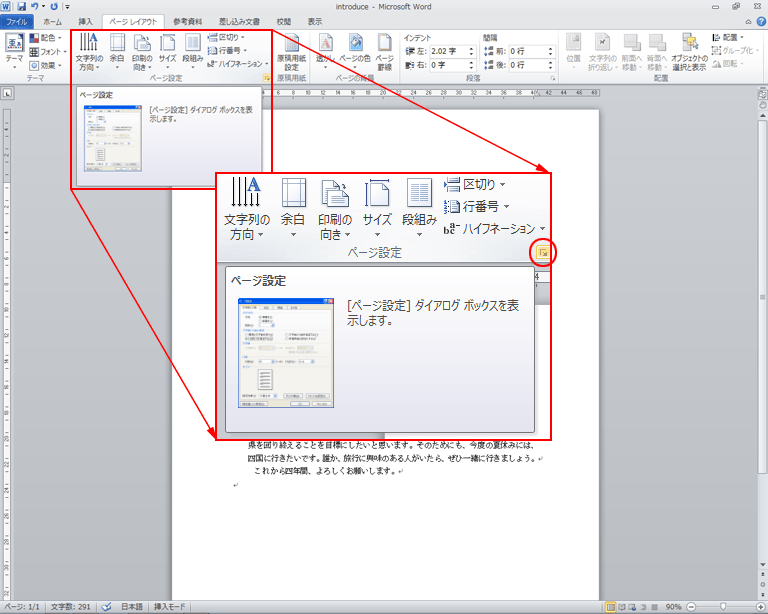 introduce - Microsoft Word
ファイル ホーム 挿入 ページ レイアウト 参考資料 差し込み文書 校閲 表示
テーマ
配色
フォント
効果
テーマ
文字列の方向
余白
印刷の向き
サイズ
段組み
区切り
行番号
ハイフネーション
ページ設定
原稿用紙設定
原稿用紙
ページの色
ページ罫線
インデント
左: 2.02 字
右: 0 字
間隔
前: 0 行
後: 0 行
段落
位置
文字列の折り返し
前面へ移動
背面へ移動
オブジェクトの選択と表示
配置
グループ化
回転
配置
ページ設定
[ページ設定] ダイアログ ボックスを表
示します。
文字列の方向
余白
印刷の向き
サイズ
段組み
区切り
行番号
ハイフネーション
ページ設定
ページ設定
[ページ設定] ダイアログ ボックスを表
示します。
県を回り終えることを目標にしたいと思います。そのためにも、今度の夏休みには、
四国に行きたいです。誰か、旅行に興味のある人がいたら、ぜひ一緒に行きましょう。
これから四年間、よろしくお願いします。
ページ: 1/1 文字数: 291 日本語 挿入モード 90%